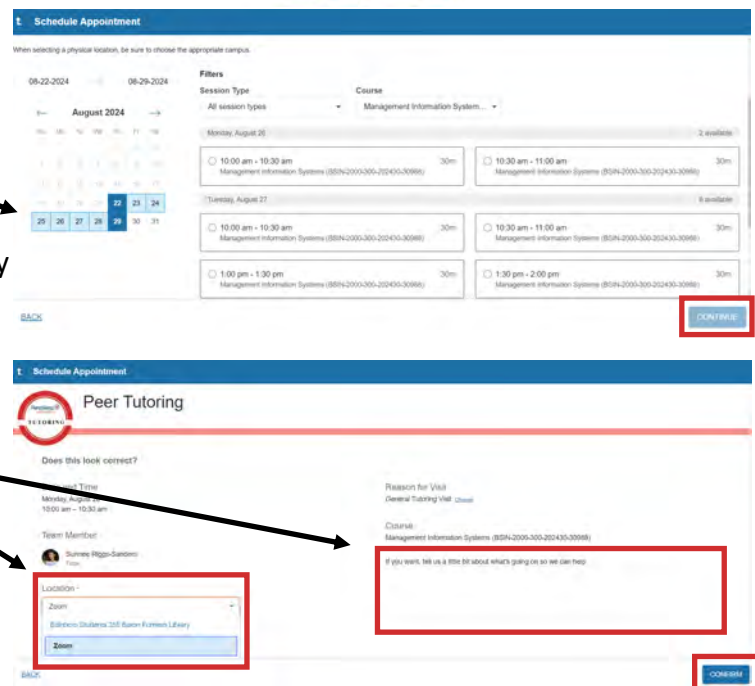 Schedule Appointment
When selecting a physical location, be sure to choose the appropriate campus.
08-22-2024 08-29-2024
August 2024
22 23 24
25 26 27 28 29 30 31
Filters
Session Type Course
All session types Management Information System...
Monday, August 26 2 available
10:00 am - 10:30 am 30m
Management Information Systems (BSIN-2000-300-202430-30988)
10:30 am - 11:00 am 30m
Management Information Systems (BSIN-2000-300-202430-30988)
Tuesday, August 27 available
10:00 am - 10:30 am 30m
Management Information Systems (BSIN-2000-300-202430-30988)
10:30 am - 11:00 am 30m
Management Information Systems (BSIN-2000-300-202430-30988)
1:00 pm - 1:30 pm 30m
Management Information Systems (BSIN-2000-300-202430-30988)
1:30 pm - 2:00 pm 30m
Management Information Systems (BSIN-2000-300-202430-30988)
y
BACK CONTINUE
Schedule Appointment
TUTORING
Peer Tutoring
Does this look correct?
and Time
Monday, August
10:00 am – 10:30 am
Team Member
Location
Zoom
Library
Zoom
Reason for Visit
General Tutoring Visit
Course
Management Information Systems (BSIN-2000-300-202430-30988)
If you want, tell us a little bit about what's going on so we can help
BACK CONFIRM